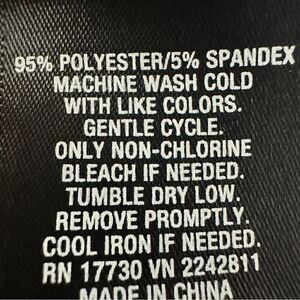 95% POLYESTER/5% SPANDEX
MACHINE WASH COLD
WITH LIKE COLORS.
GENTLE CYCLE.
ONLY NON-CHLORINE
BLEACH IF NEEDED.
TUMBLE DRY LOW.
REMOVE PROMPTLY.
COOL IRON IF NEEDED.
RN 17730 VN 2242811
MADE IN CHINA